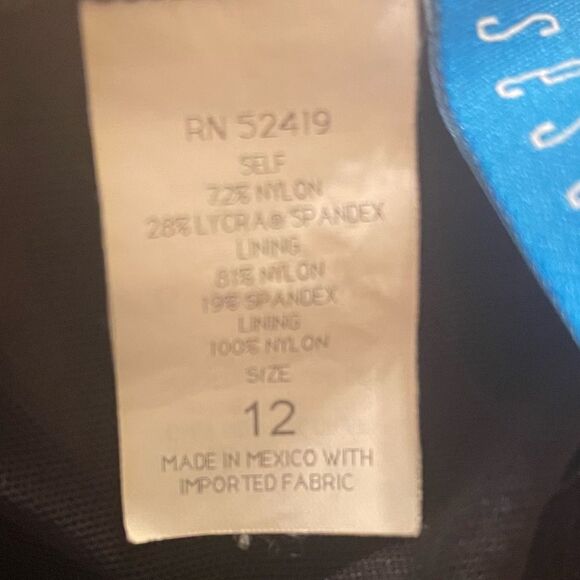 RN 52419
SELF
72% NYLON
28% LYCRA® SPANDEX
LINING
81% NYLON
19% SPANDEX
LINING
100% NYLON
SIZE
12
MADE IN MEXICO WITH
IMPORTED FABRIC